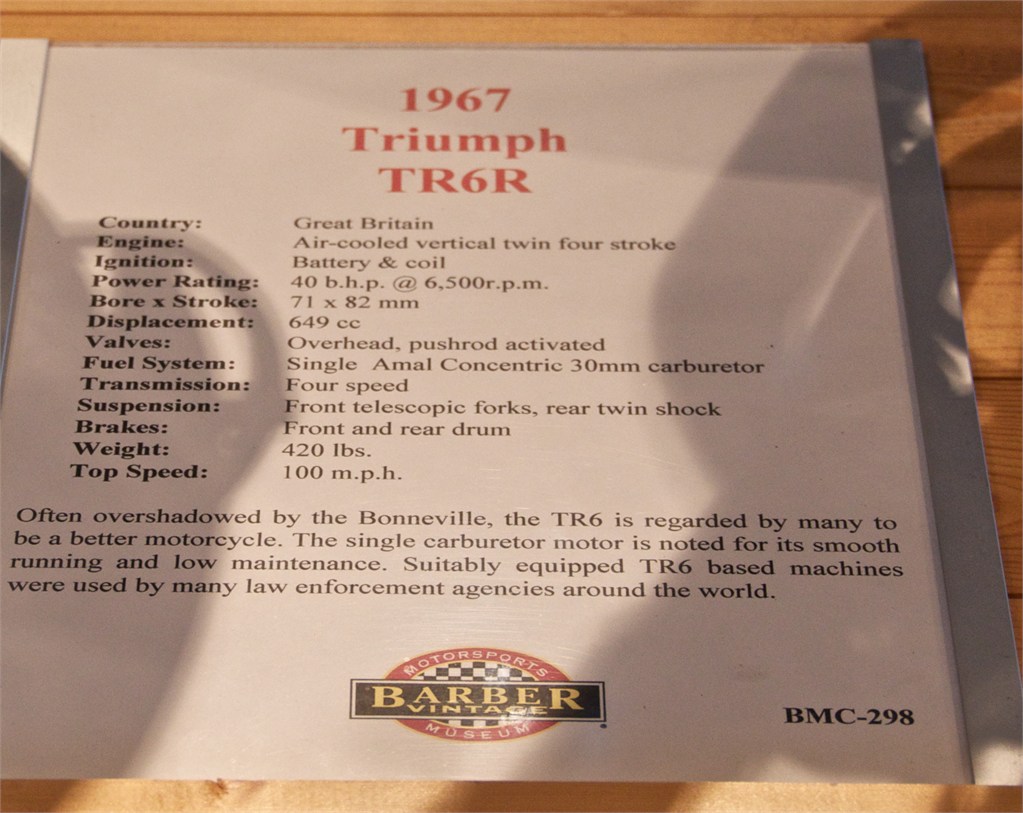 1967
Triumph
TR6R
Country: Great Britain
Engine: Air-cooled vertical twin four stroke
Ignition: Battery & coil
Power Rating: 40 b.h.p. @ 6,500r.p.m.
Bore x Stroke: 71 x 82 mm
Displacement: 649 cc
Valves: Overhead, pushrod activated
Fuel System: Single Amal Concentric 30mm carburetor
Transmission: Four speed
Suspension: Front telescopic forks, rear twin shock
Brakes: Front and rear drum
Weight: 420 lbs.
Top Speed: 100 m.p.h.
Often overshadowed by the Bonneville, the TR6 is regarded by many to
be a better motorcycle. The single carburetor motor is noted for its smooth
running and low maintenance. Suitably equipped TR6 based machines
were used by many law enforcement agencies around the world.
MOTORSPORTS
BARBER
VINTAGE
MUSEUM
BMC-298